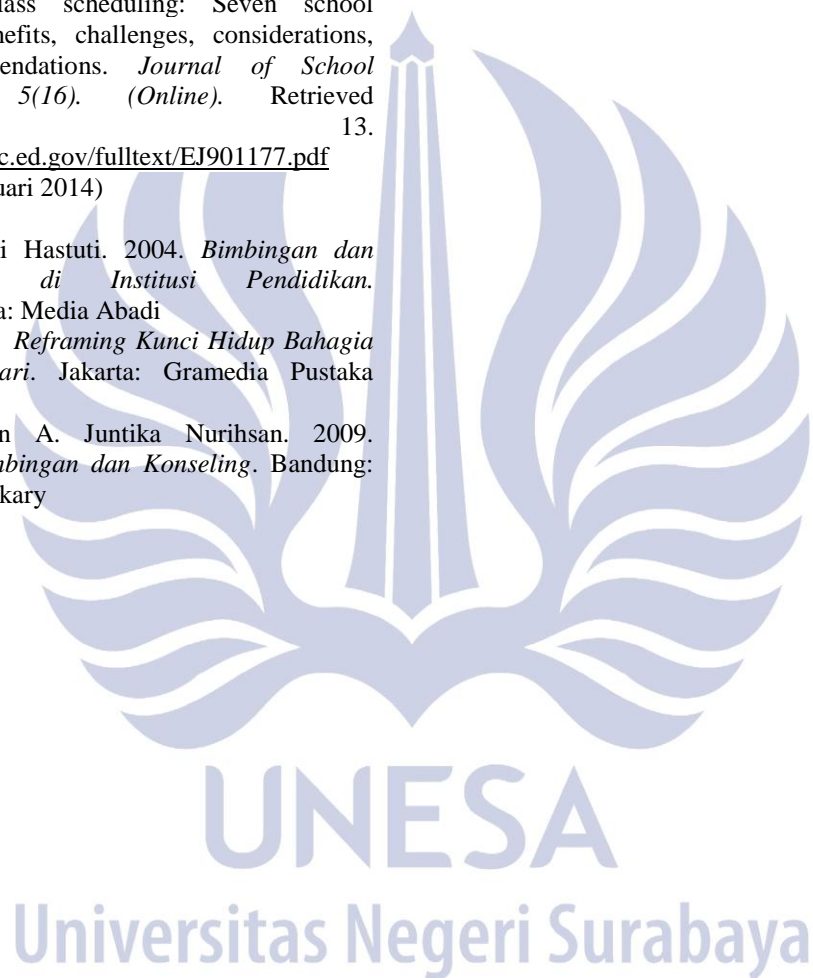 lass scheduling: Seven school
nefits, challenges, considerations,
endations. Journal of School
5(16). (Online). Retrieved
13.
c.ed.gov/fulltext/EJ901177.pdf
uari 2014)
i Hastuti. 2004. Bimbingan dan
di Institusi Pendidikan.
a: Media Abadi
Reframing Kunci Hidup Bahagia
ari. Jakarta: Gramedia Pustaka
n A. Juntika Nurihsan. 2009.
nbingan dan Konseling. Bandung:
kary
UNESA
Universitas Negeri Surabaya